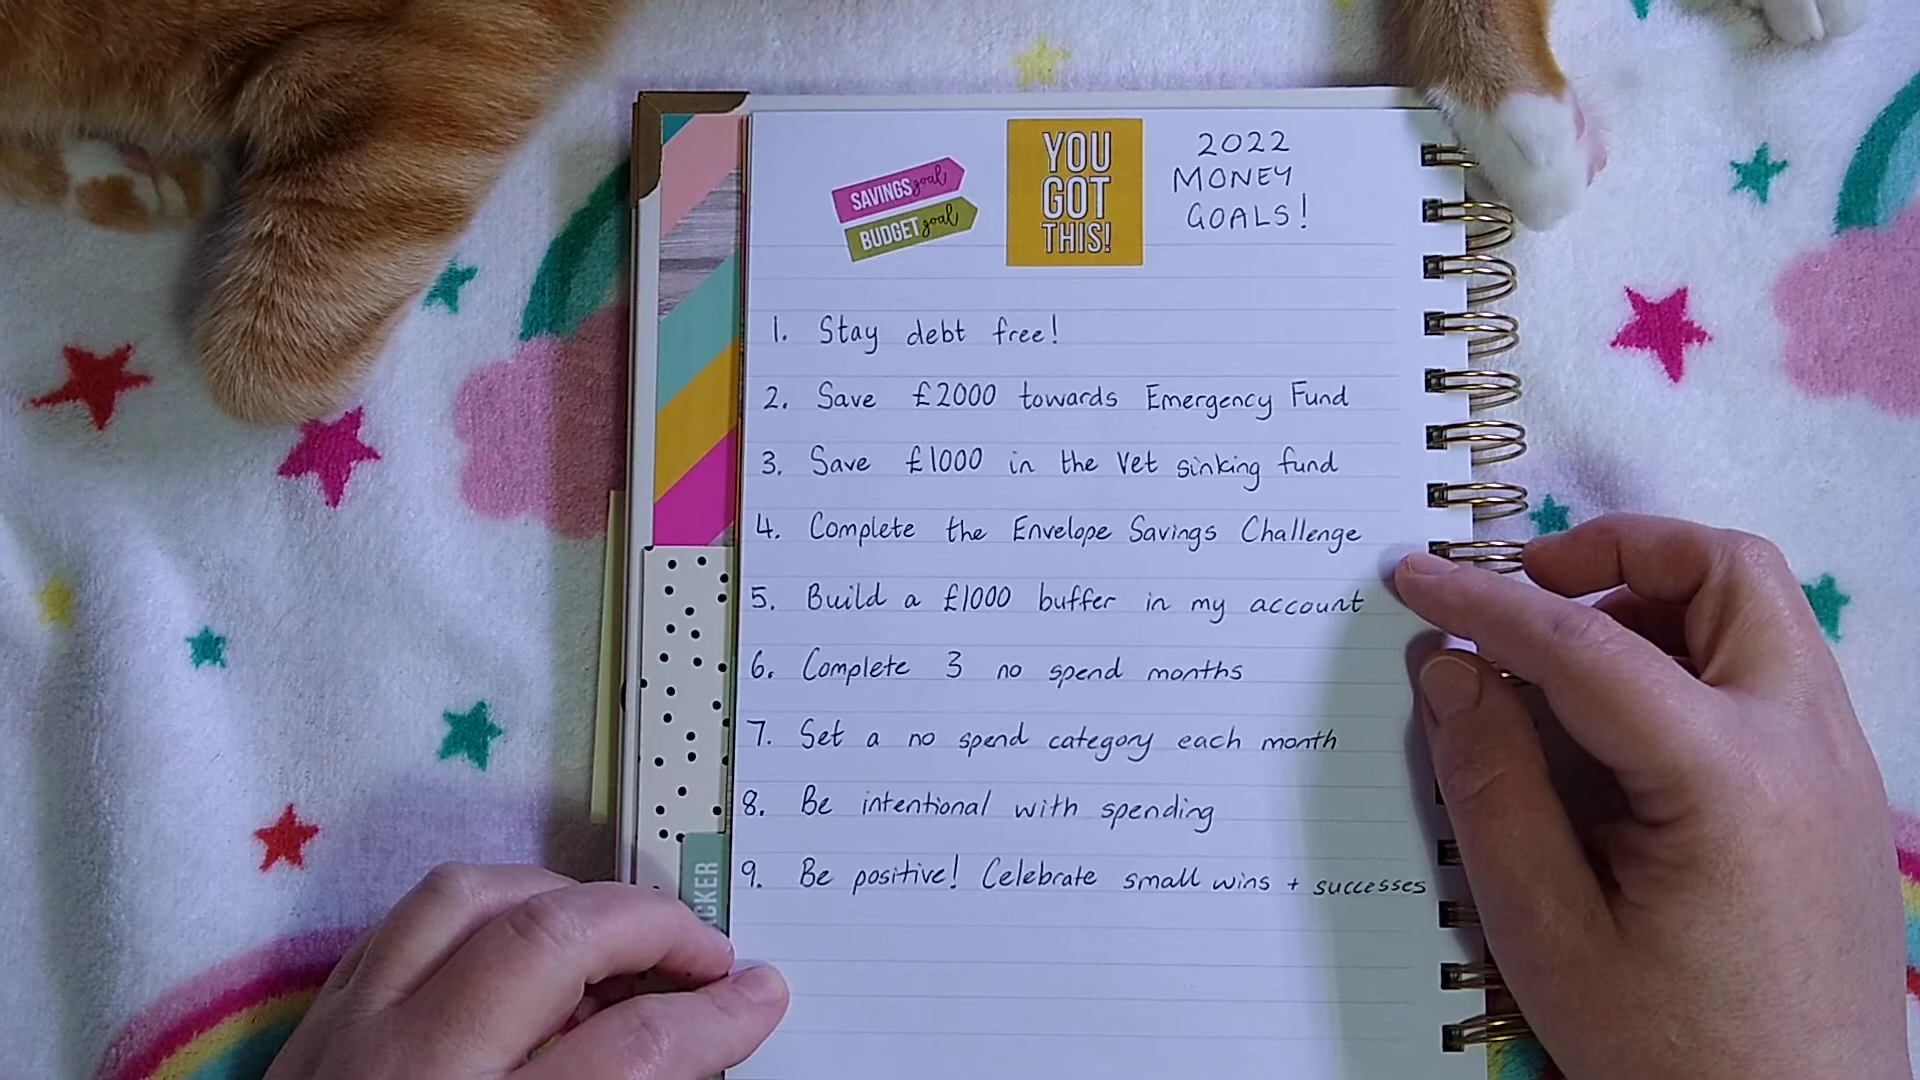 SAVINGS goal
BUDGET goal
YOU
GOT
THIS!
2022
MONEY
GOALS!
1. Stay debt free!
2. Save £2000 towards Emergency Fund
3. Save £1000 in the Vet sinking fund
4. Complete the Envelope Savings Challenge
5. Build a £1000 buffer in my account
6. Complete 3 no spend months
7. Set a no spend category each month
8. Be intentional with spending
9. Be positive! Celebrate small wins + successes
CKER